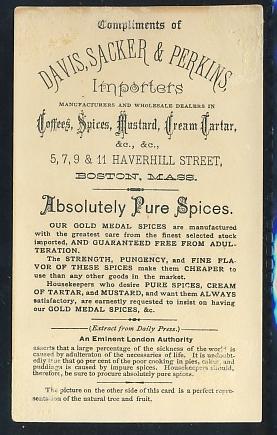 Compliments of
DAVIS, SACKER & PERKINS,
Importers
MANUFACTURERS AND WHOLESALE DEALERS IN
Coffees, Spices, Mustard, Cream Tartar,
&c., &c.,
5, 7, 9 & 11 HAVERHILL STREET,
BOSTON, MASS.
Absolutely Pure Spices.
OUR GOLD MEDAL SPICES are manufactured
with the greatest care from the finest selected stock
imported, AND GUARANTEED FREE FROM ADUL-
TERATION.
The STRENGTH, PUNGENCY, and FINE FLA-
VOR OF THESE SPICES make them CHEAPER to
use than any other goods in the market.
Housekeepers who desire PURE SPICES, CREAM
OF TARTAR, and MUSTARD, and want them ALWAYS
satisfactory, are earnestly requested to insist on having
our GOLD MEDAL SPICES, &c.
(Extract from Daily Press.)
An Eminent London Authority
asserts that a large percentage of the sickness of the world is
caused by adulteraton of the necessaries of life. It is undoubt-
edly true that 90 per cent of the poor cooking in pies, cakes, and
puddings is caused by impure spices. Housekeepers should,
therefore, be sure to procure absolutely pure spices.
The picture on the other side of this card is a perfect repre-
sentation of the natural tree and fruit.